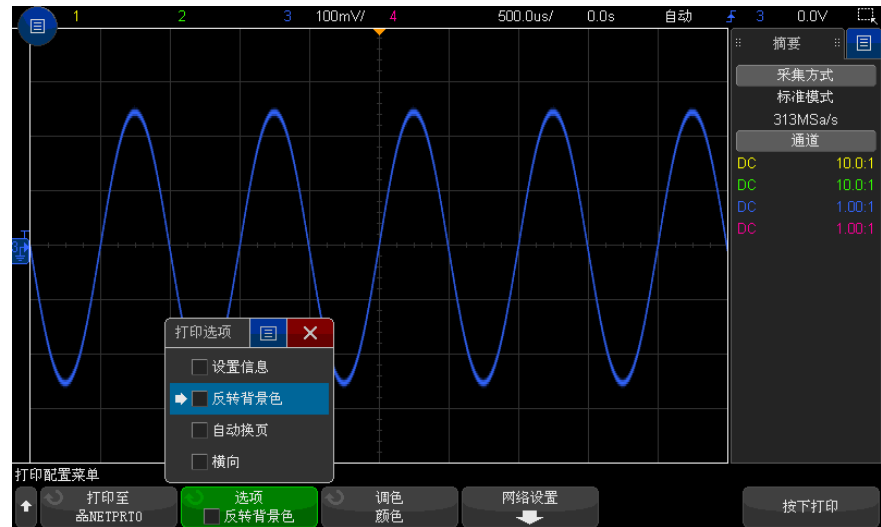 1 2 3 100mV/ 4 500.0us/ 0.0s 自动 3 0.0V
摘要
采集方式
标准模式
313MSa/s
通道
DC 10.0:1
DC 10.0:1
DC 1.00:1
DC 1.00:1
T
3
打印选项
设置信息
反转背景色
自动换页
横向
打印配置菜单
打印至
NETPRT0
选项
反转背景色
调色
颜色
网络设置
按下打印